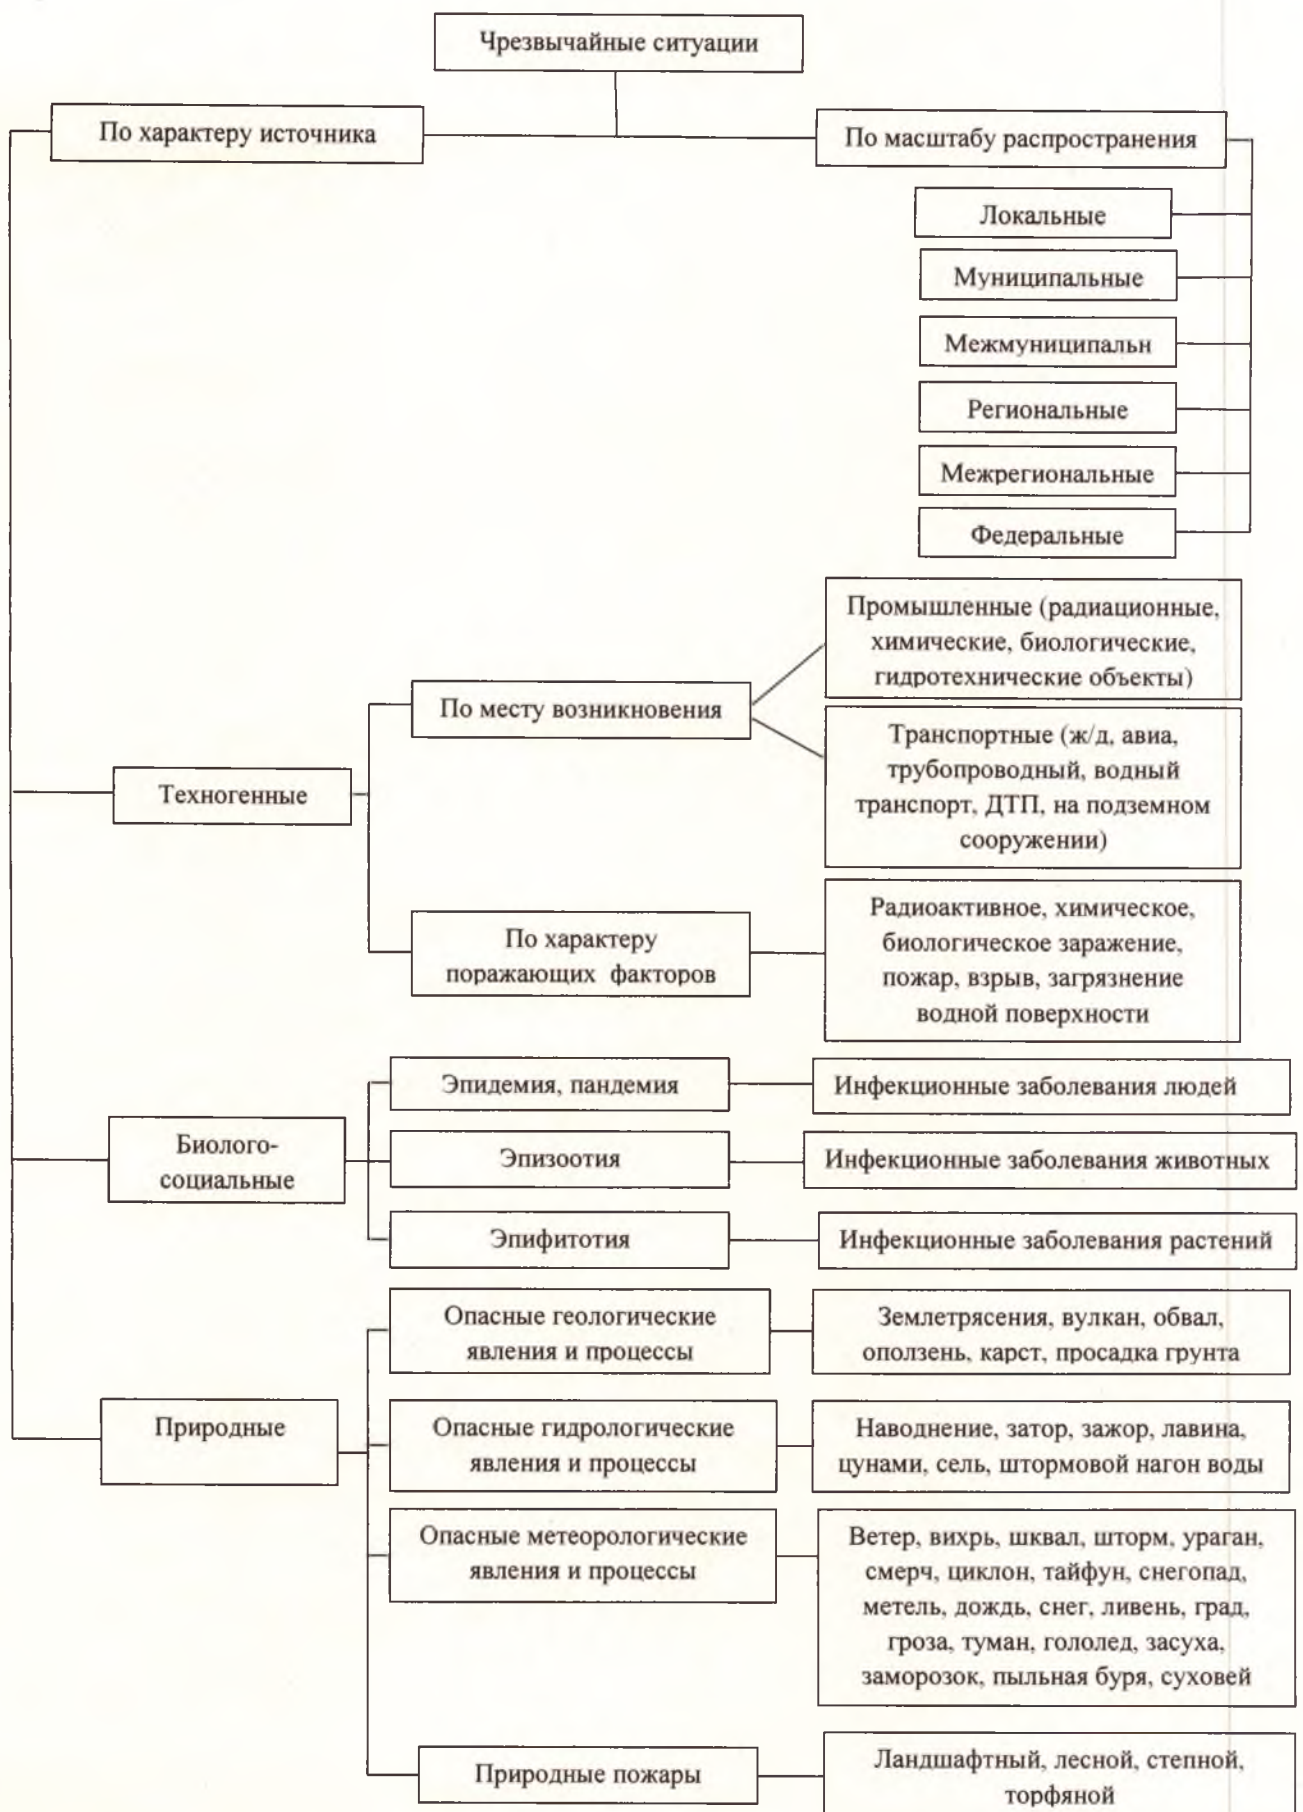 Чрезвычайные ситуации
По характеру источника
По масштабу распространения
Локальные
Муниципальные
Межмуниципальн
Региональные
Межрегиональные
Федеральные
Техногенные
По месту возникновения
Промышленные (радиационные,
химические, биологические,
гидротехнические объекты)
Транспортные (ж/д, авиа,
трубопроводный, водный
транспорт, ДТП, на подземном
сооружении)
По характеру
поражающих факторов
Радиоактивное, химическое,
биологическое заражение,
пожар, взрыв, загрязнение
водной поверхности
Биолого-
социальные
Эпидемия, пандемия
Инфекционные заболевания людей
Эпизоотия
Инфекционные заболевания животных
Эпифитотия
Инфекционные заболевания растений
Природные
Опасные геологические
явления и процессы
Землетрясения, вулкан, обвал,
оползень, карст, просадка грунта
Опасные гидрологические
явления и процессы
Наводнение, затор, зажор, лавина,
цунами, сель, штормовой нагон воды
Опасные метеорологические
явления и процессы
Ветер, вихрь, шквал, шторм, ураган,
смерч, циклон, тайфун, снегопад,
метель, дождь, снег, ливень, град,
гроза, туман, гололед, засуха,
заморозок, пыльная буря, суховей
Природные пожары
Ландшафтный, лесной, степной,
торфяной